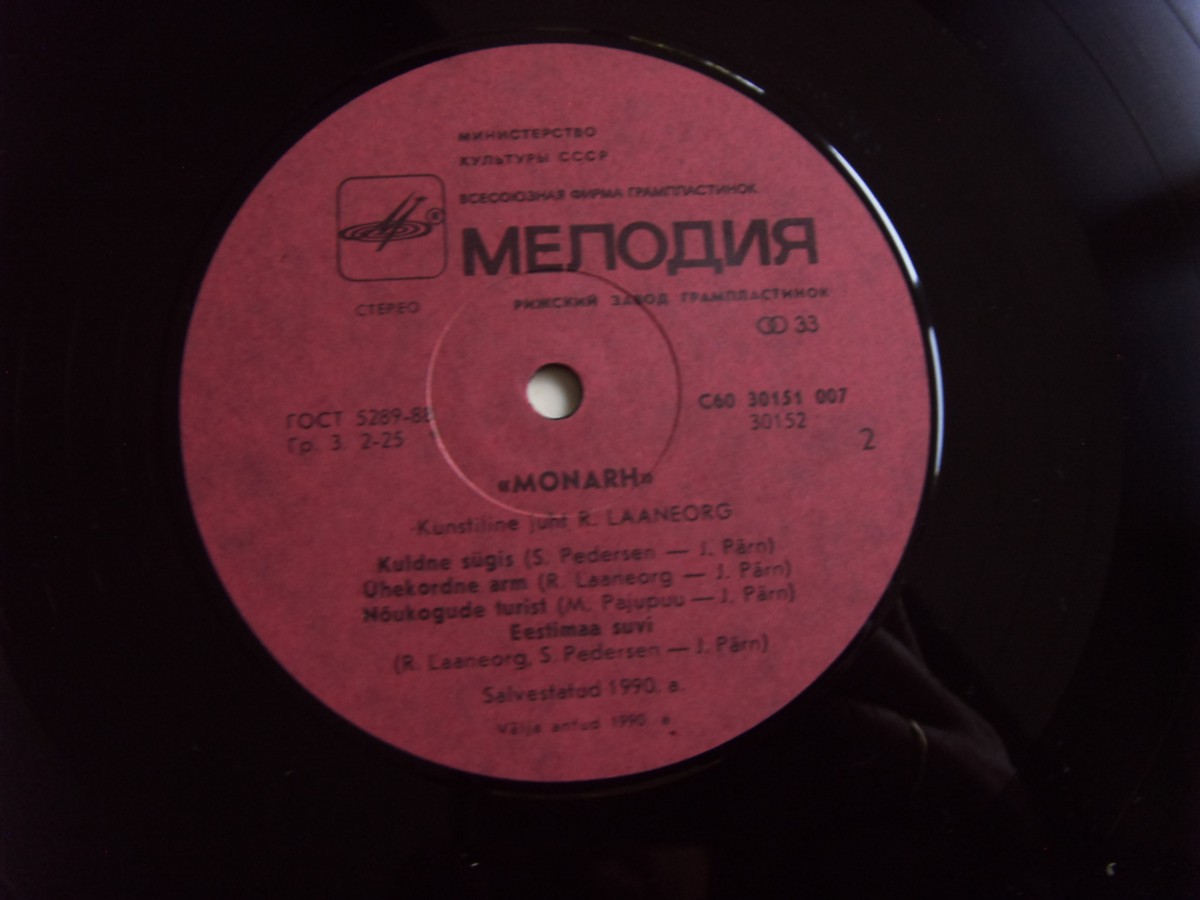 МИНИСТЕРСТВО
КУЛЬТУРЫ СССР
ВСЕСОЮЗНАЯ ФИРМА ГРАМПЛАСТИНОК
®
МЕЛОДИЯ
СТЕРЕО
РИЖСКИЙ ЗАВОД ГРАМПЛАСТИНОК
33
ГОСТ 5289-88
Гр. 3. 2-25
С60 30151 007
30152
2
«MONARH»
Kunstiline juht R. LAANEORG
Kuldne sügis (S. Pedersen — J. Pärn)
Ühekordne arm (R. Laaneorg — J. Pärn)
Nõukogude turist (M. Pajupuu — J. Pärn)
Eestimaa suvi
(R. Laaneorg, S. Pedersen — J. Pärn)
Salvestatud 1990. a.
Välja antud 1990. a.